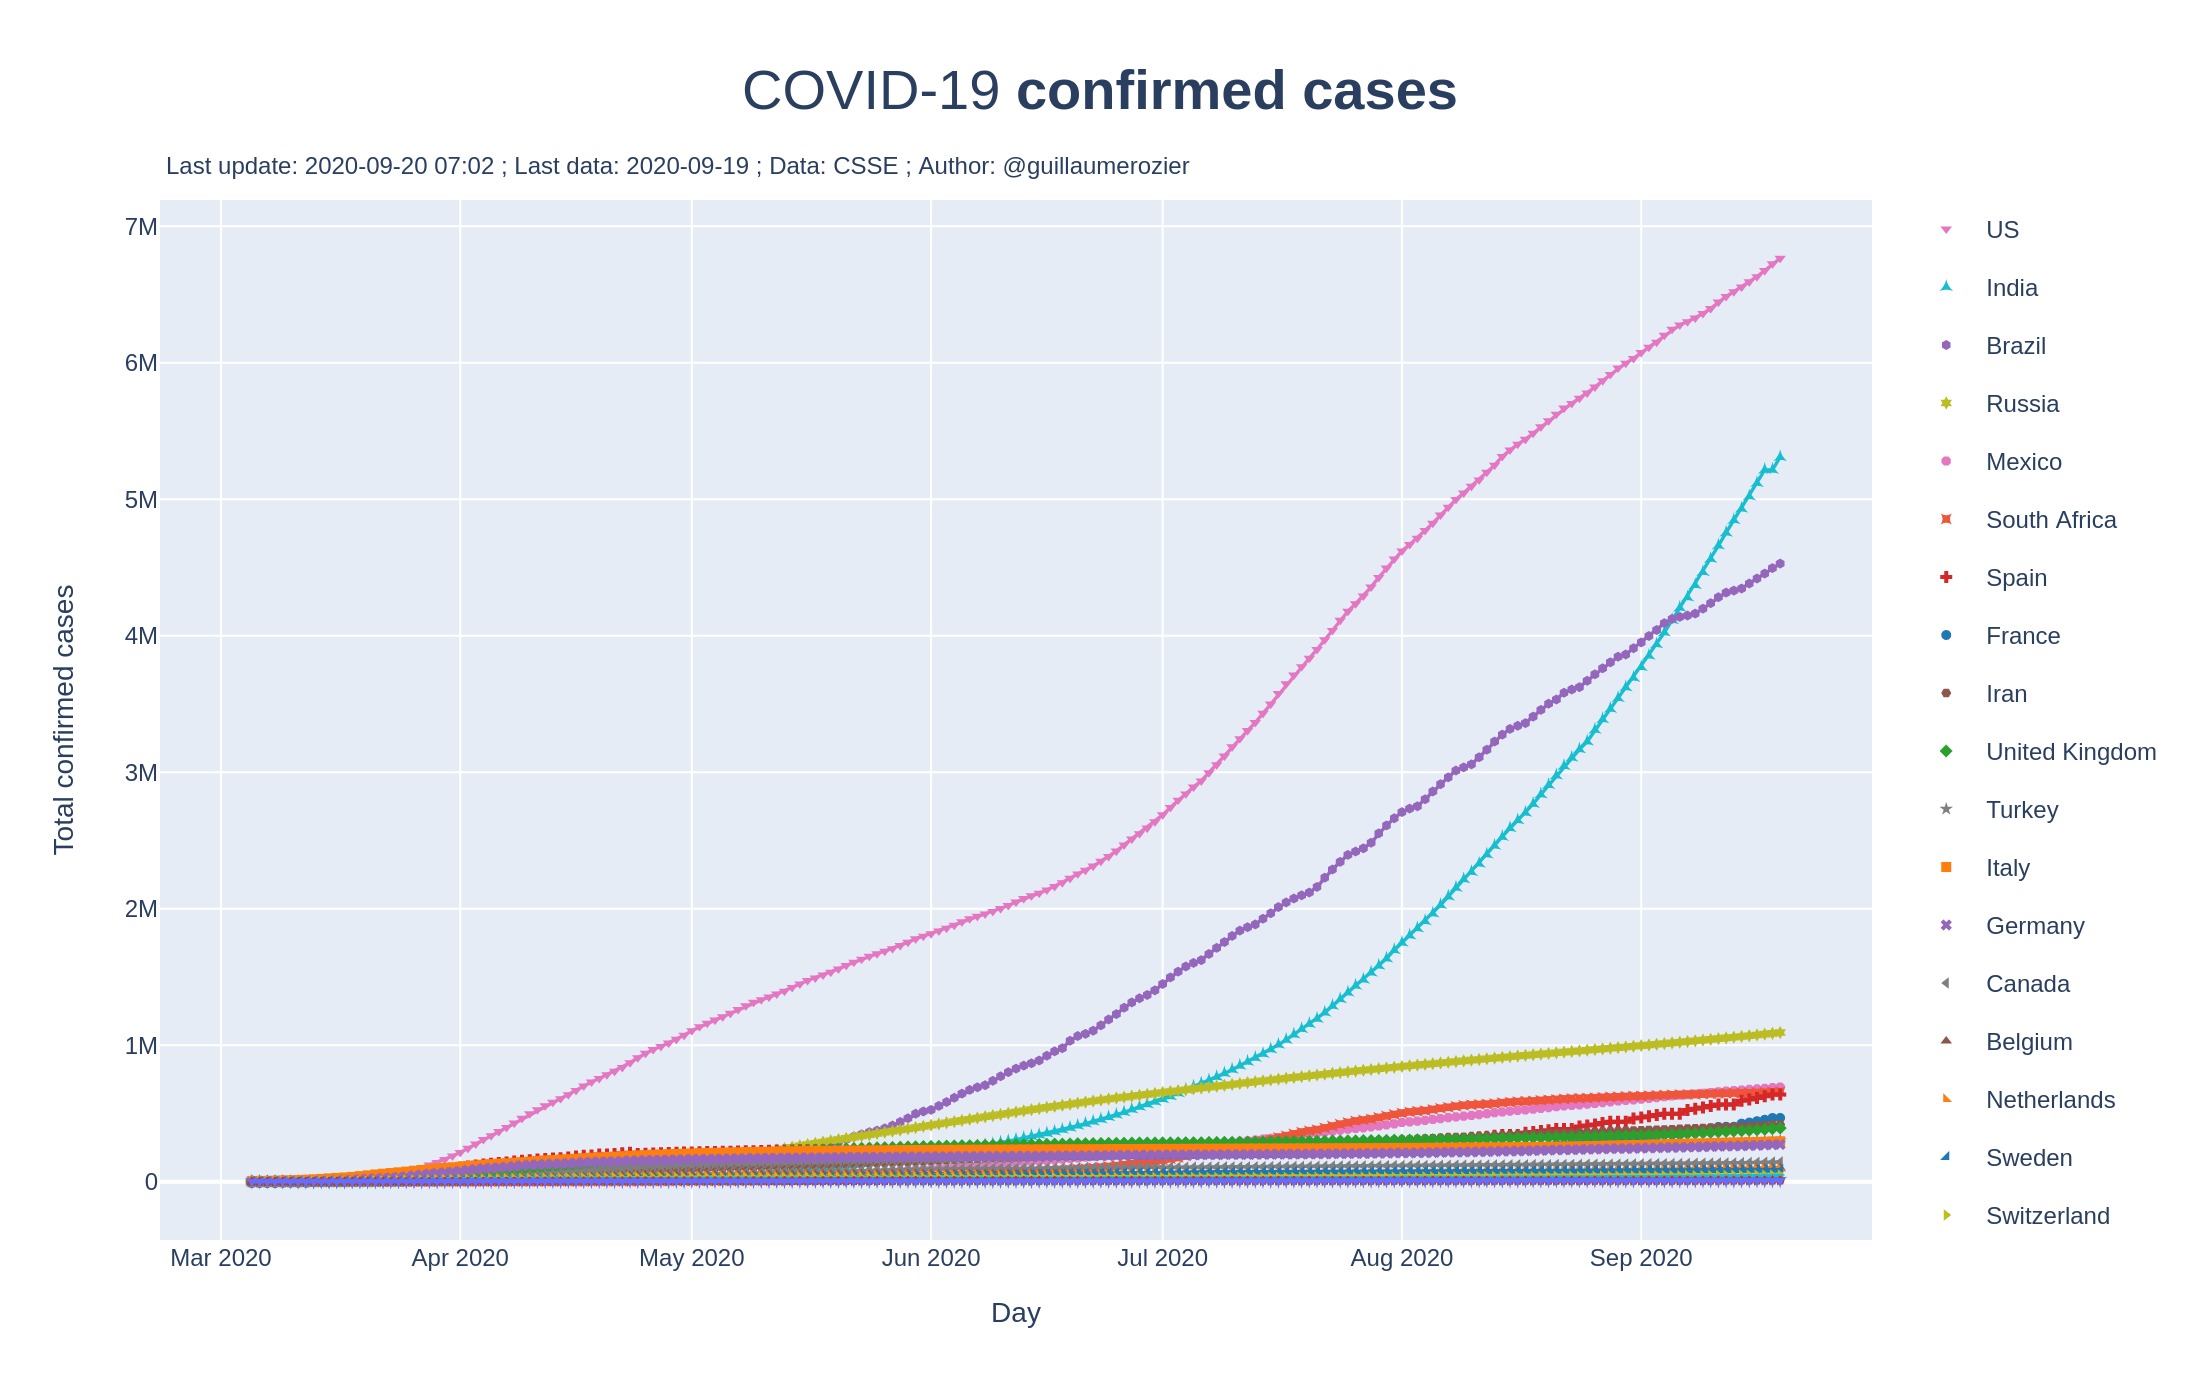 COVID-19 confirmed cases
Last update: 2020-09-20 07:02 ; Last data: 2020-09-19 ; Data: CSSE ; Author: @guillaumerozier
7M
6M
5M
4M
3M
2M
1M
0
Total confirmed cases
Mar 2020
Apr 2020
May 2020
Jun 2020
Jul 2020
Aug 2020
Sep 2020
Day
US
India
Brazil
Russia
Mexico
South Africa
Spain
France
Iran
United Kingdom
Turkey
Italy
Germany
Canada
Belgium
Netherlands
Sweden
Switzerland